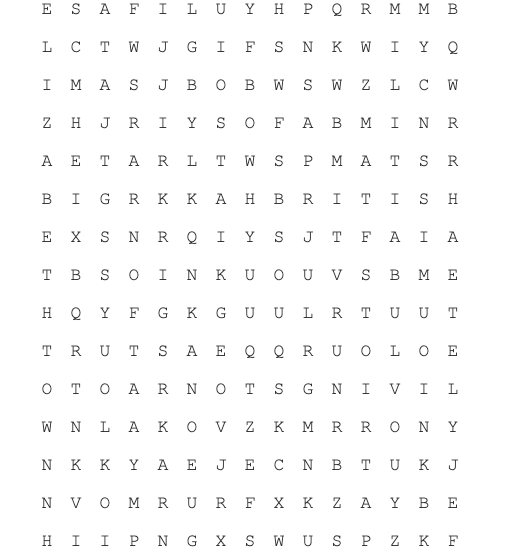 E S A F I L U Y H P Q R M M B
L C T W J G I F S N K W I Y Q
I M A S J B O B W S W Z L C W
Z H J R I Y S O F A B M I N R
A E T A R L T W S P M A T S R
B I G R K K A H B R I T I S H
E X S N R Q I Y S J T F A I A
T B S O I N K U O U V S B M E
H Q Y F G K G U U L R T U U T
T R U T S A E Q Q R U O L O E
O T O A R N O T S G N I V I L
W N L A K O V Z K M R R O N Y
N K K Y A E J E C N B T U K J
N V O M R U R F X K Z A Y B E
H I I P N G X S W U S P Z K F